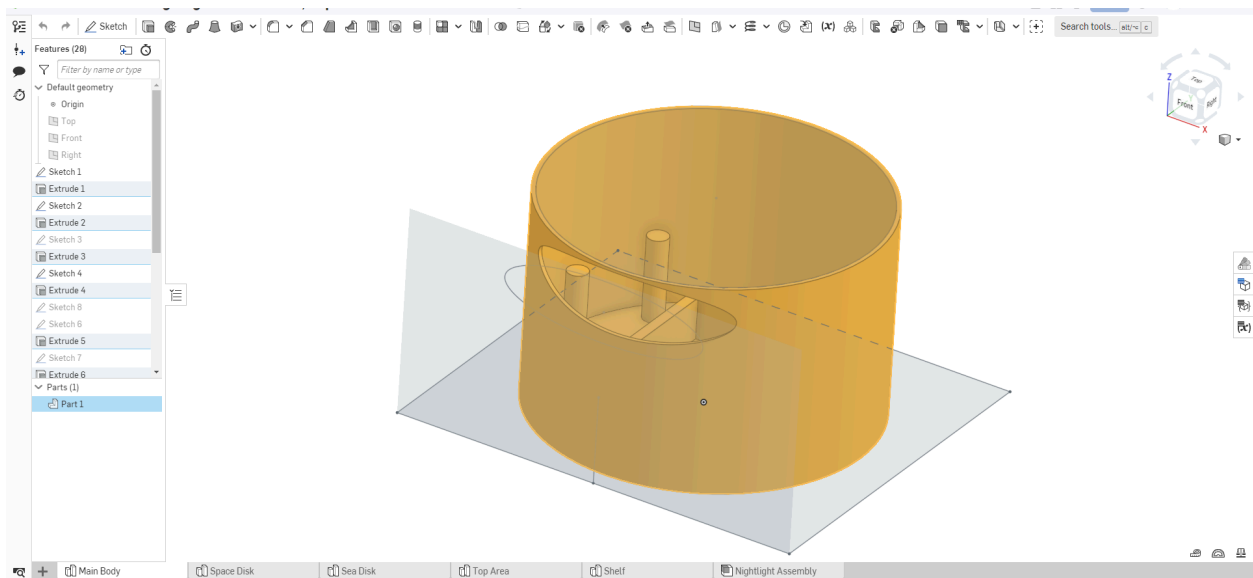 Sketch
Search tools... alt/⌥ c
Features (28)
Filter by name or type
Default geometry
Origin
Top
Front
Right
Sketch 1
Extrude 1
Sketch 2
Extrude 2
Sketch 3
Extrude 3
Sketch 4
Extrude 4
Sketch 8
Sketch 6
Extrude 5
Sketch 7
Extrude 6
Parts (1)
Part 1
Z
Top
Front
Right
X
Main Body
Space Disk
Sea Disk
Top Area
Shelf
Nightlight Assembly